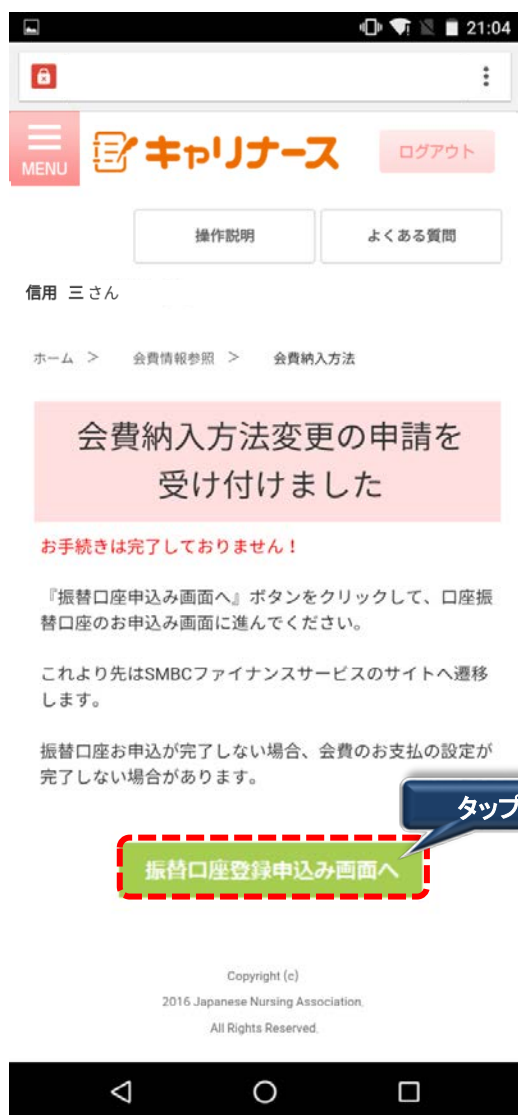 21:04
MENU
キャリナース
ログアウト
操作説明
よくある質問
信用 三さん
ホーム > 会費情報参照 > 会費納入方法
会費納入方法変更の申請を
受け付けました
お手続きは完了しておりません！
『振替口座申込み画面へ』ボタンをクリックして、口座振
替口座のお申込み画面に進んでください。
これより先はSMBCファイナンスサービスのサイトへ遷移
します。
振替口座お申込が完了しない場合、会費のお支払の設定が
完了しない場合があります。
タップ
振替口座登録申込み画面へ
Copyright (c)
2016 Japanese Nursing Association.
All Rights Reserved.